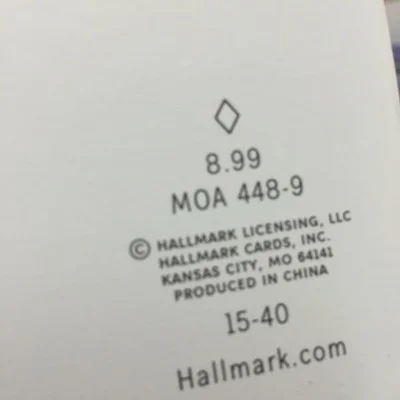 8.99
MOA 448-9
© HALLMARK LICENSING, LLC
HALLMARK CARDS, INC.
KANSAS CITY, MO 64141
PRODUCED IN CHINA
15-40
Hallmark.com